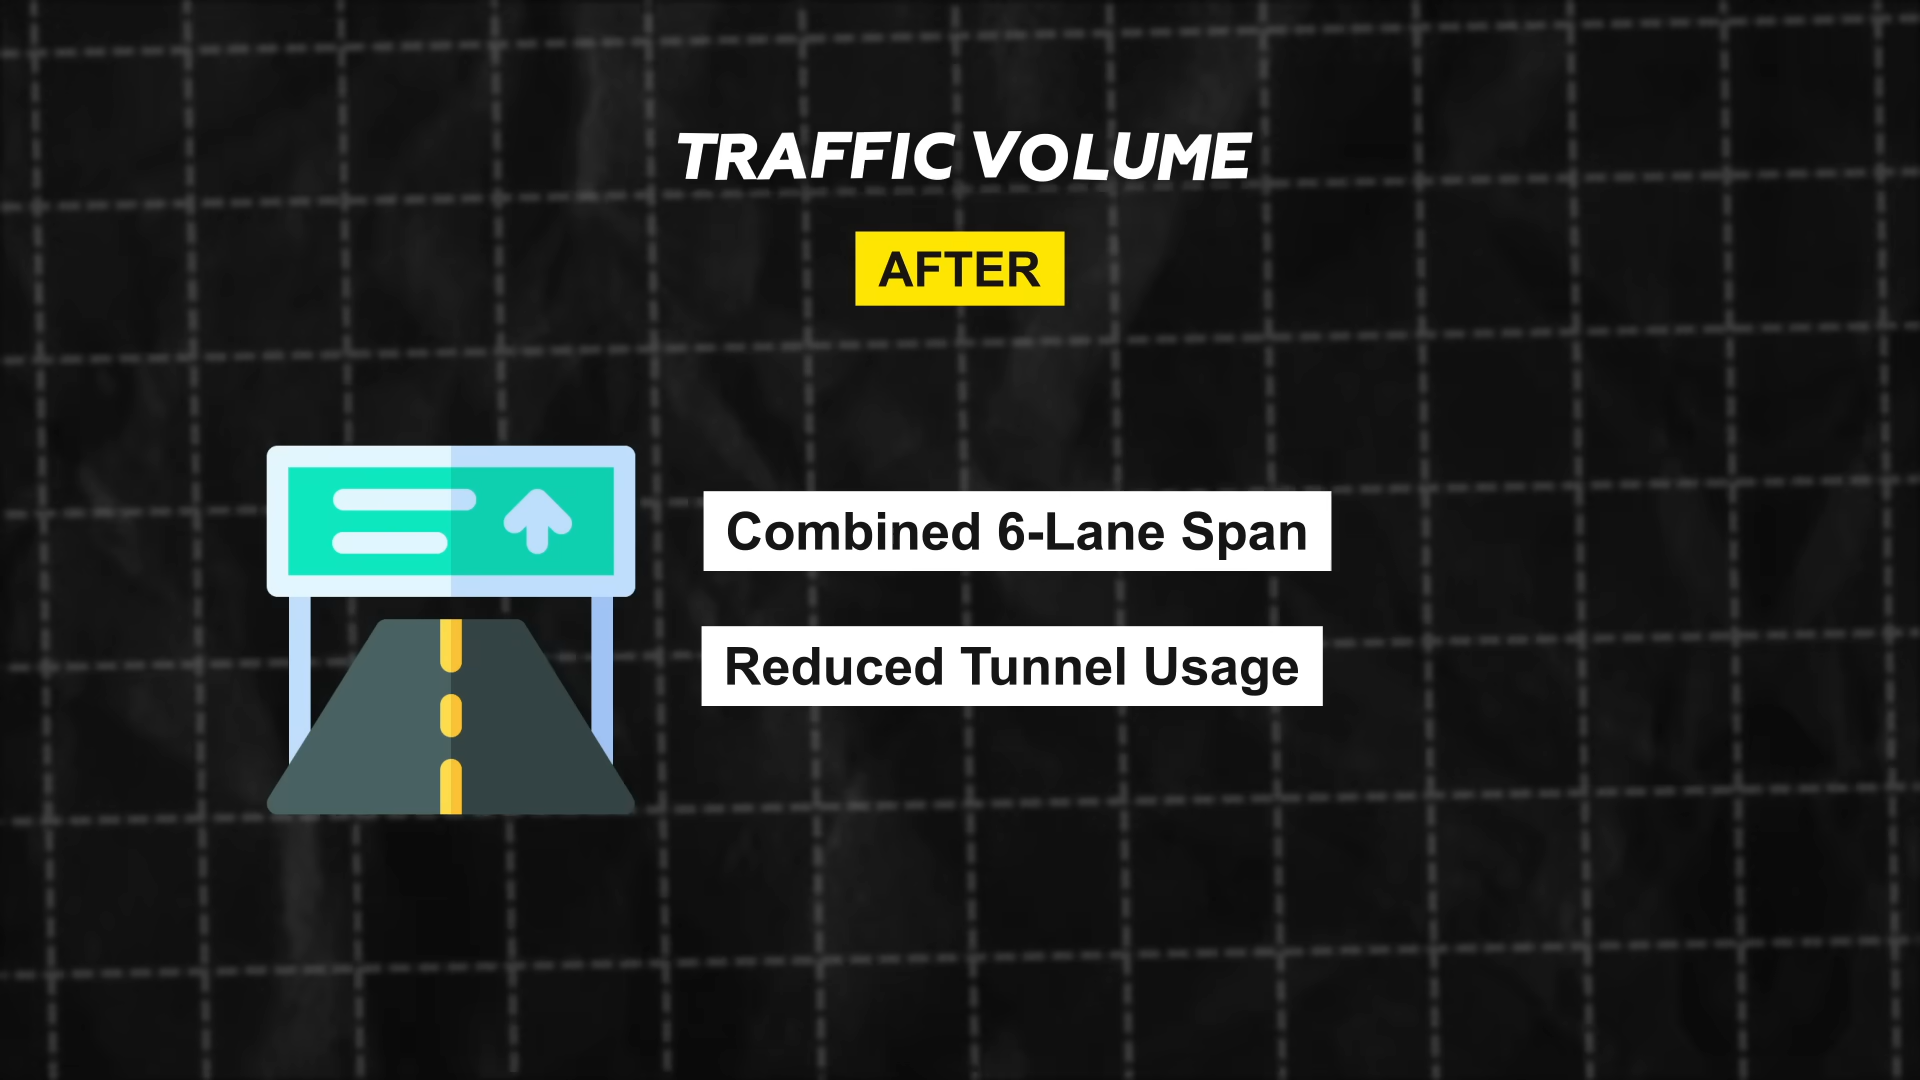 TRAFFIC VOLUME
AFTER
Combined 6-Lane Span
Reduced Tunnel Usage